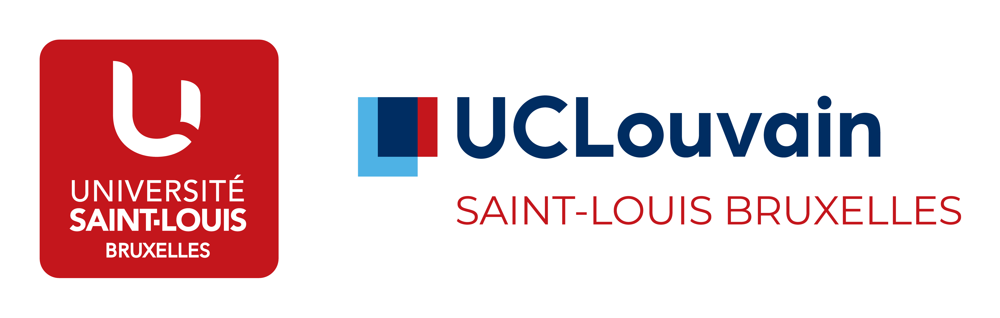 UNIVERSITÉ
SAINT-LOUIS
BRUXELLES
UCLouvain
SAINT-LOUIS BRUXELLES